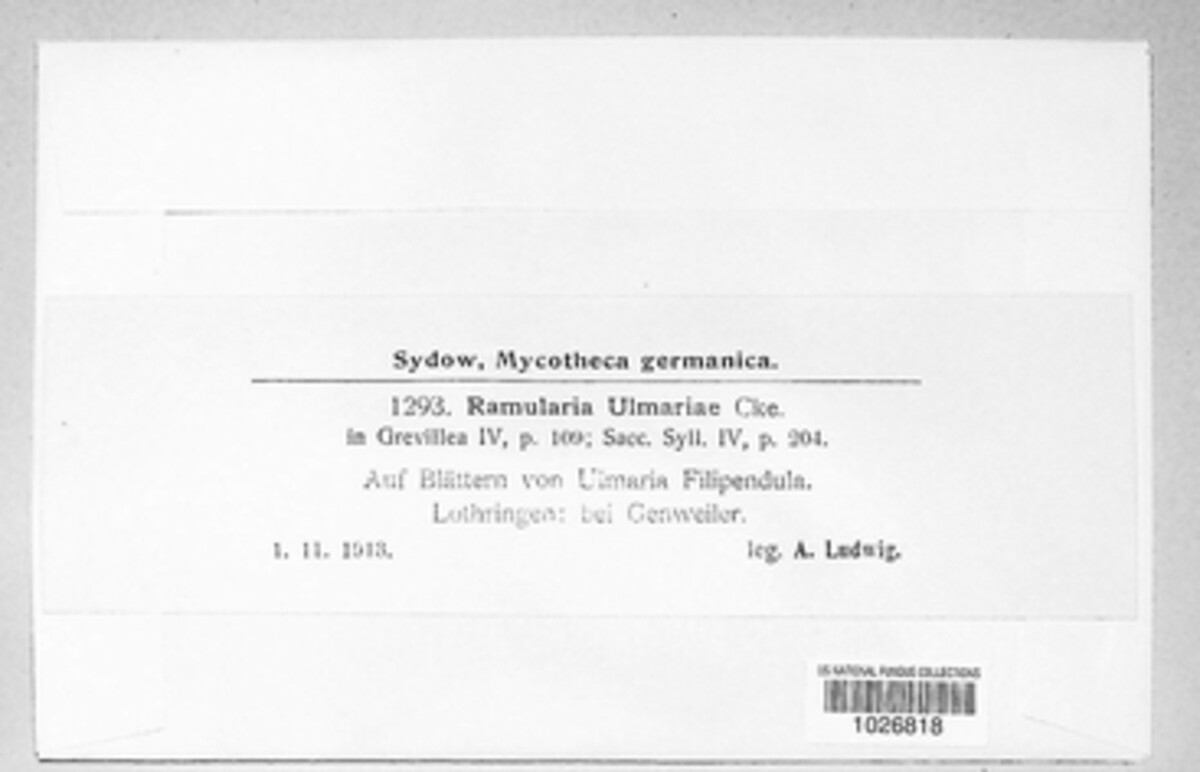 Sydow, Mycotheca germanica.
1293. Ramularia Ulmariae Cke.
in Grevillea IV, p. 109; Sacc. Syll. IV, p. 204.
Auf Blättern von Ulmaria Filipendula.
Lothringen: bei Genweiler.
1. 11. 1913. leg. A. Ludwig.
US NATIONAL FUNGUS COLLECTIONS
1026818